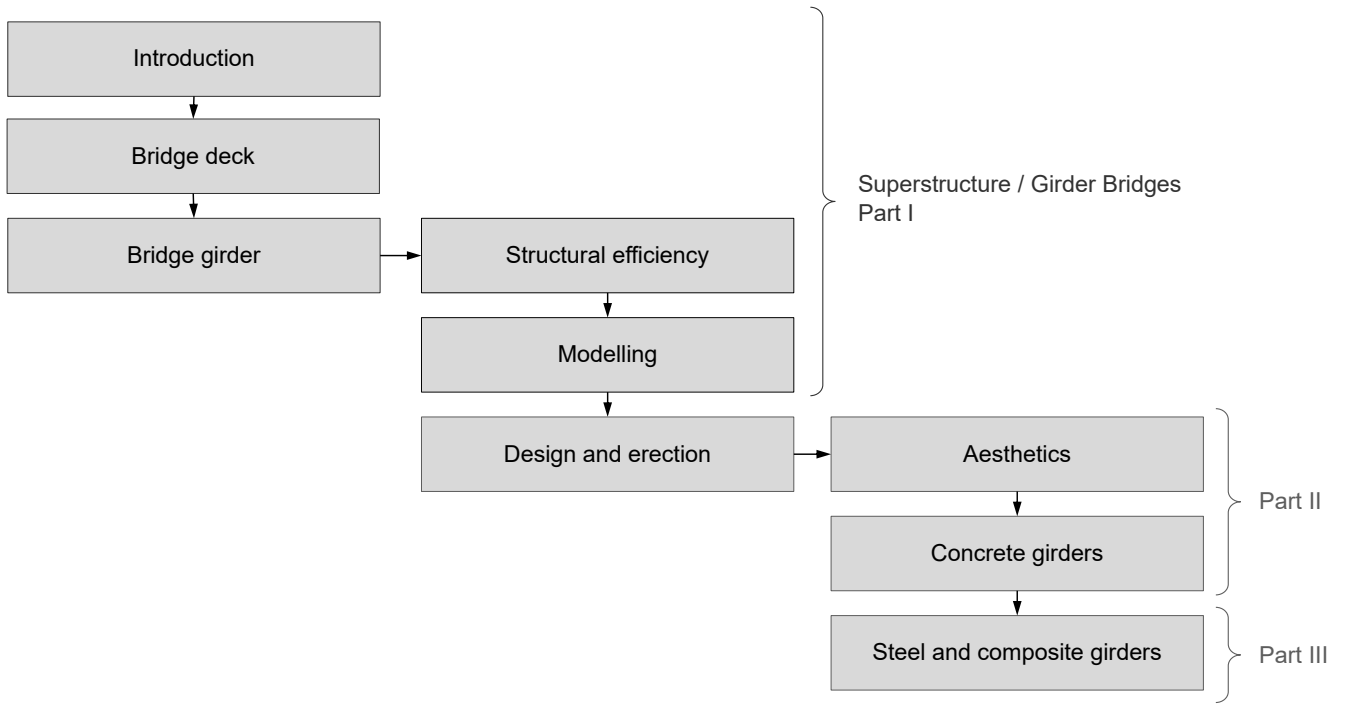 Introduction
Bridge deck
Superstructure / Girder Bridges
Part I
Bridge girder
Structural efficiency
Modelling
Design and erection
Aesthetics
Part II
Concrete girders
Steel and composite girders
Part III